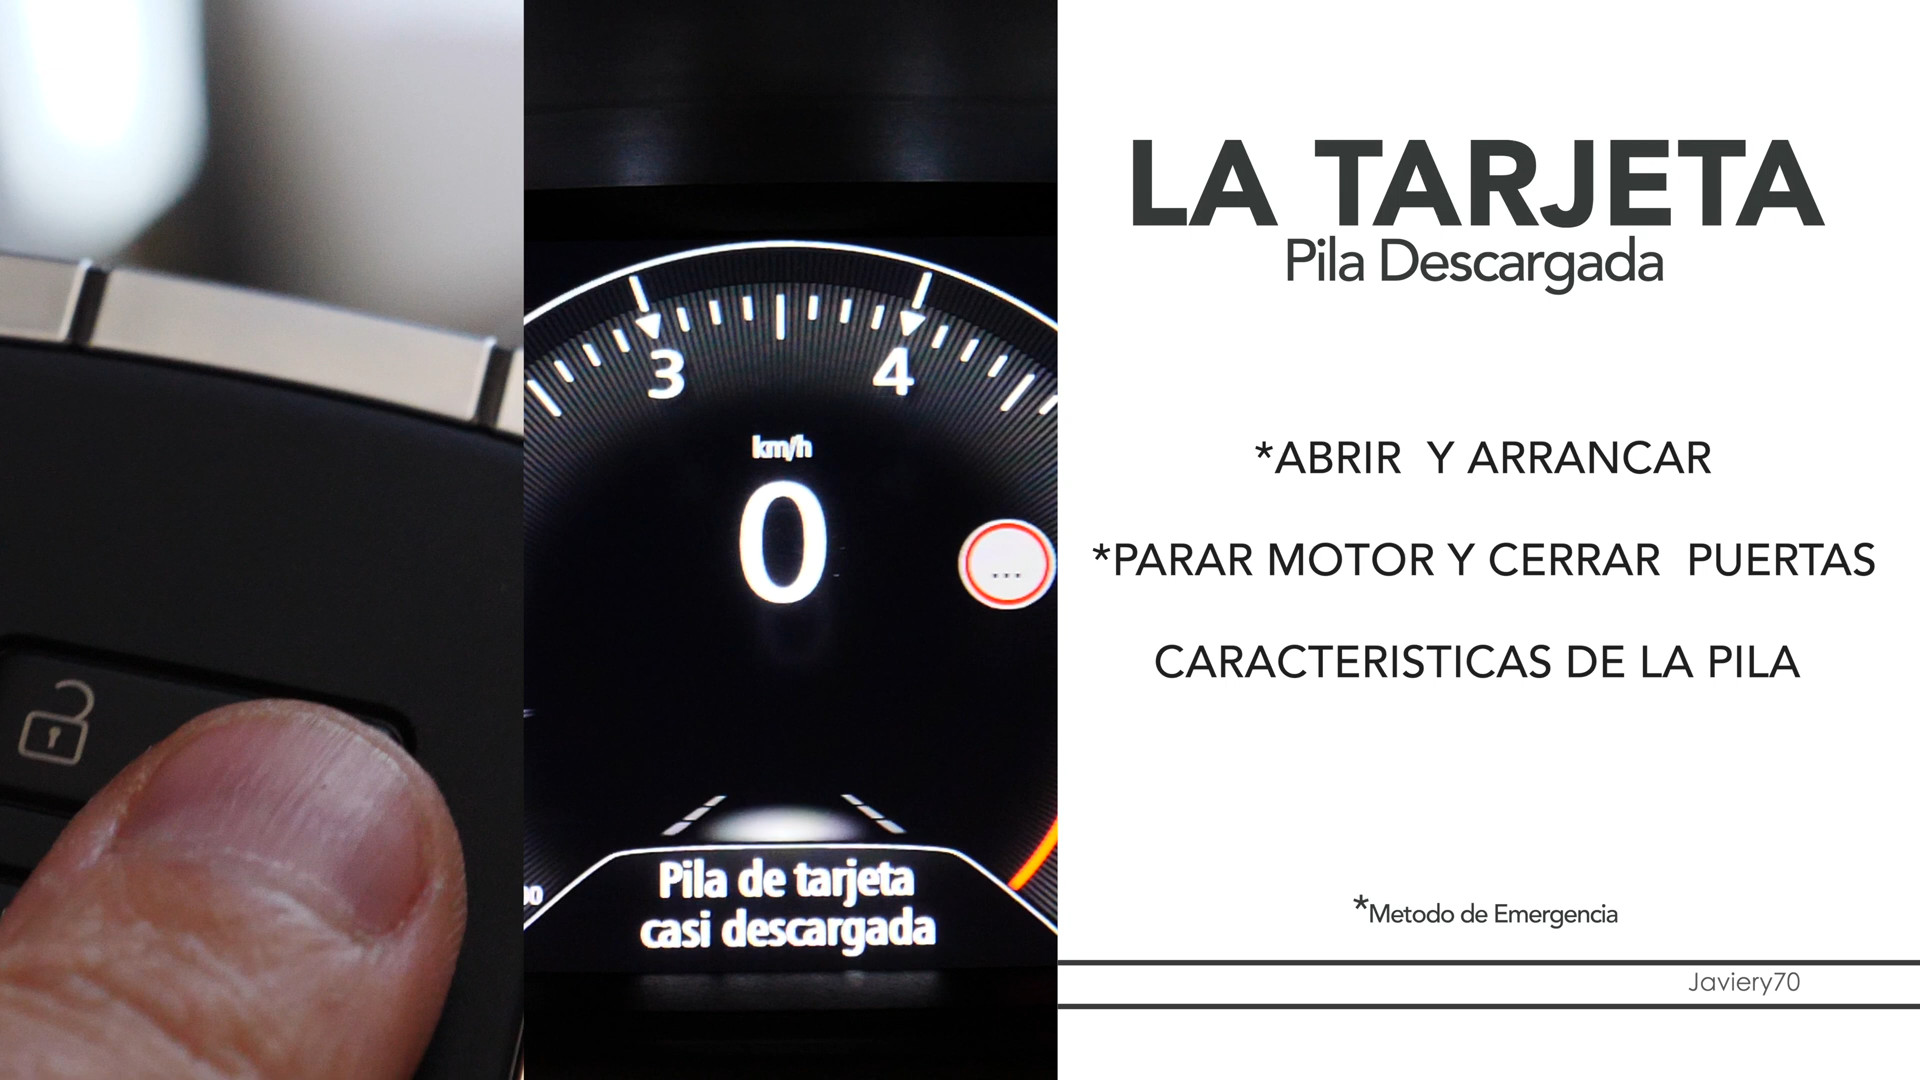 3 4
km/h
0
...
Pila de tarjeta
casi descargada
LA TARJETA
Pila Descargada
*ABRIR Y ARRANCAR
*PARAR MOTOR Y CERRAR PUERTAS
CARACTERISTICAS DE LA PILA
*Metodo de Emergencia
Javiery70